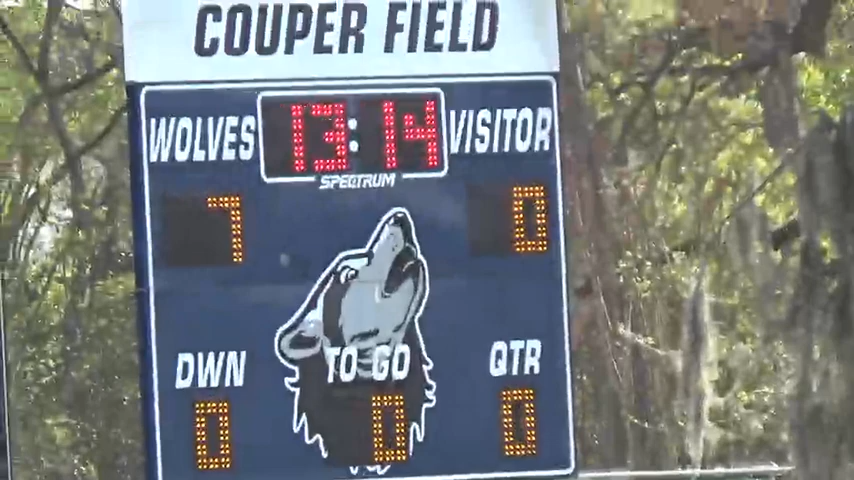 COUPER FIELD
WOLVES 13:14 VISITOR
SPECTRUM
7 0
DWN TO GO QTR
0 0 0